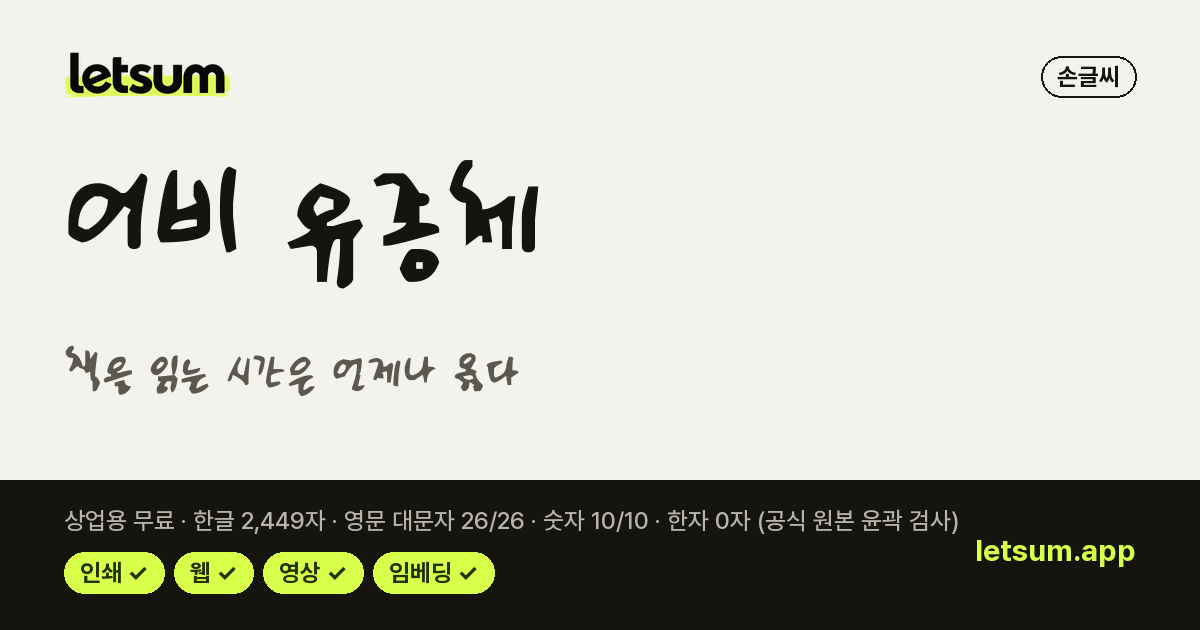 letsum
손글씨
어비 유종체
책을 읽는 시간은 언제나 옳다
상업용 무료 · 한글 2,449자 · 영문 대문자 26/26 · 숫자 10/10 · 한자 0자 (공식 원본 윤곽 검사)
인쇄 ✓ 웹 ✓ 영상 ✓ 임베딩 ✓
letsum.app